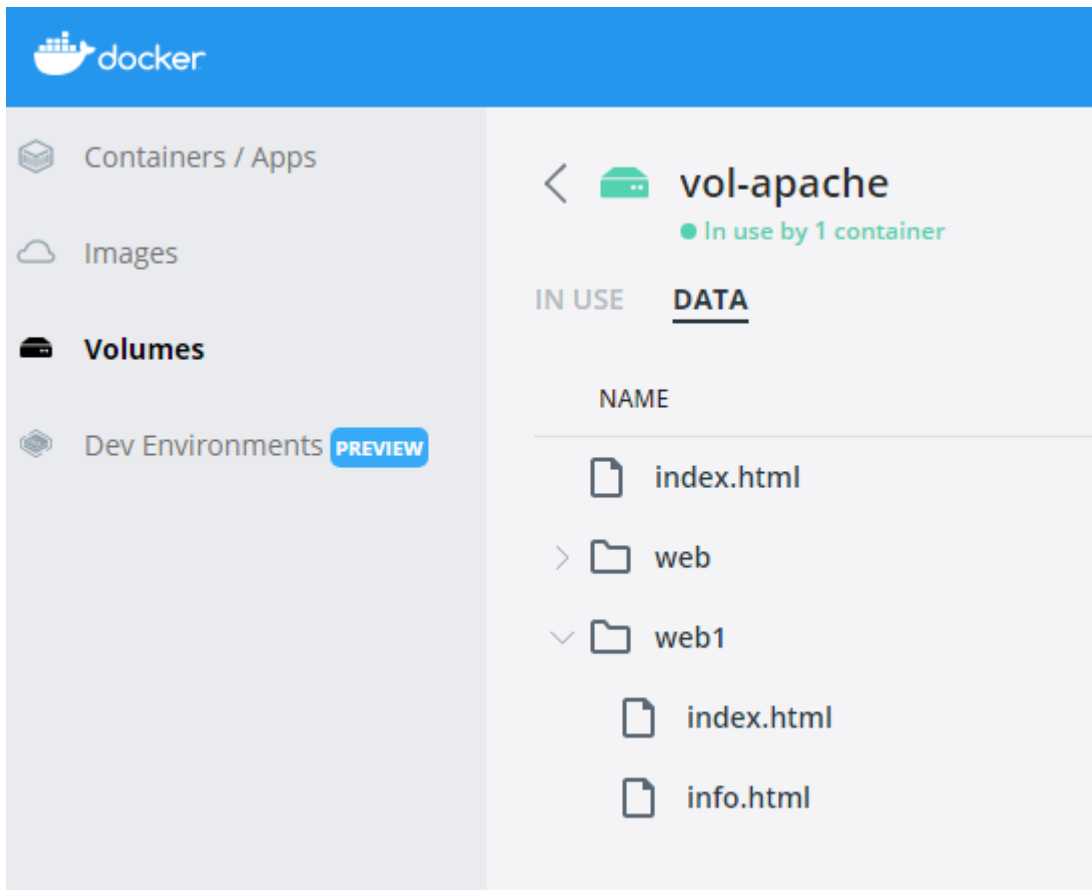 docker
Containers / Apps
Images
Volumes
Dev Environments PREVIEW
vol-apache
In use by 1 container
IN USE DATA
NAME
index.html
web
web1
index.html
info.html